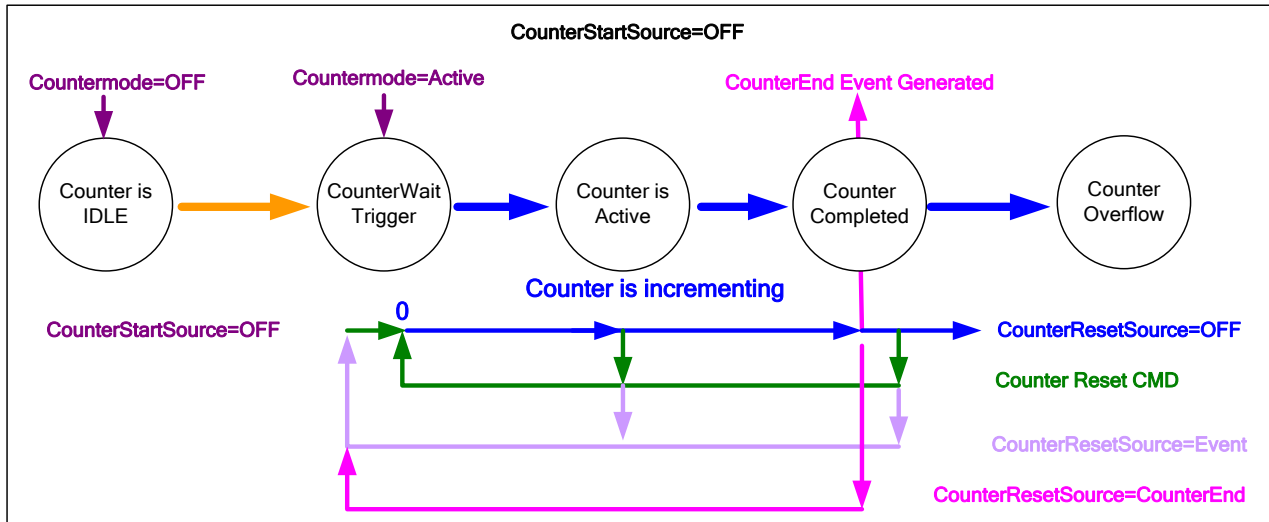 CounterStartSource=OFF
Countermode=OFF
Countermode=Active
CounterEnd Event Generated
Counter is
IDLE
CounterWait
Trigger
Counter is
Active
Counter
Completed
Counter
Overflow
Counter is incrementing
0
CounterStartSource=OFF
CounterResetSource=OFF
Counter Reset CMD
CounterResetSource=Event
CounterResetSource=CounterEnd